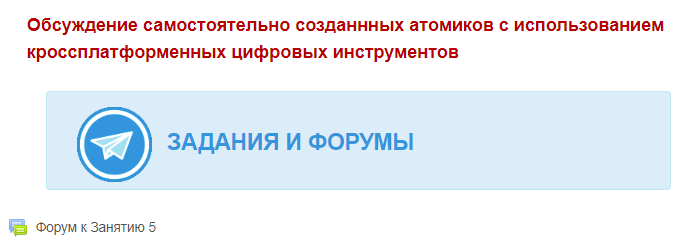 Обсуждение самостоятельно созданнных атомиков с использованием
кроссплатформенных цифровых инструментов
ЗАДАНИЯ И ФОРУМЫ
Форум к Занятию 5